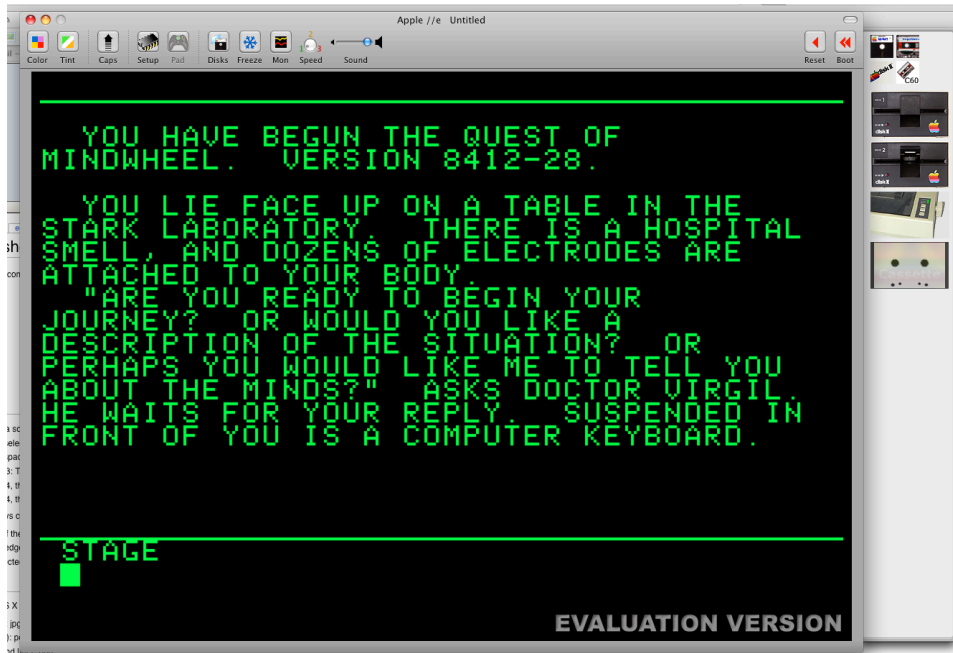 Apple //e Untitled
Color Tint Caps Setup Pad Disks Freeze Mon Speed Sound Reset Boot
1 2 3
C60
YOU HAVE BEGUN THE QUEST OF
MINDWHEEL. VERSION 8412-28.
YOU LIE FACE UP ON A TABLE IN THE
STARK LABORATORY. THERE IS A HOSPITAL
SMELL, AND DOZENS OF ELECTRODES ARE
ATTACHED TO YOUR BODY.
"ARE YOU READY TO BEGIN YOUR
JOURNEY? OR WOULD YOU LIKE A
DESCRIPTION OF THE SITUATION? OR
PERHAPS YOU WOULD LIKE ME TO TELL YOU
ABOUT THE MINDS?" ASKS DOCTOR VIRGIL.
HE WAITS FOR YOUR REPLY. SUSPENDED IN
FRONT OF YOU IS A COMPUTER KEYBOARD.
STAGE
EVALUATION VERSION
Cassette